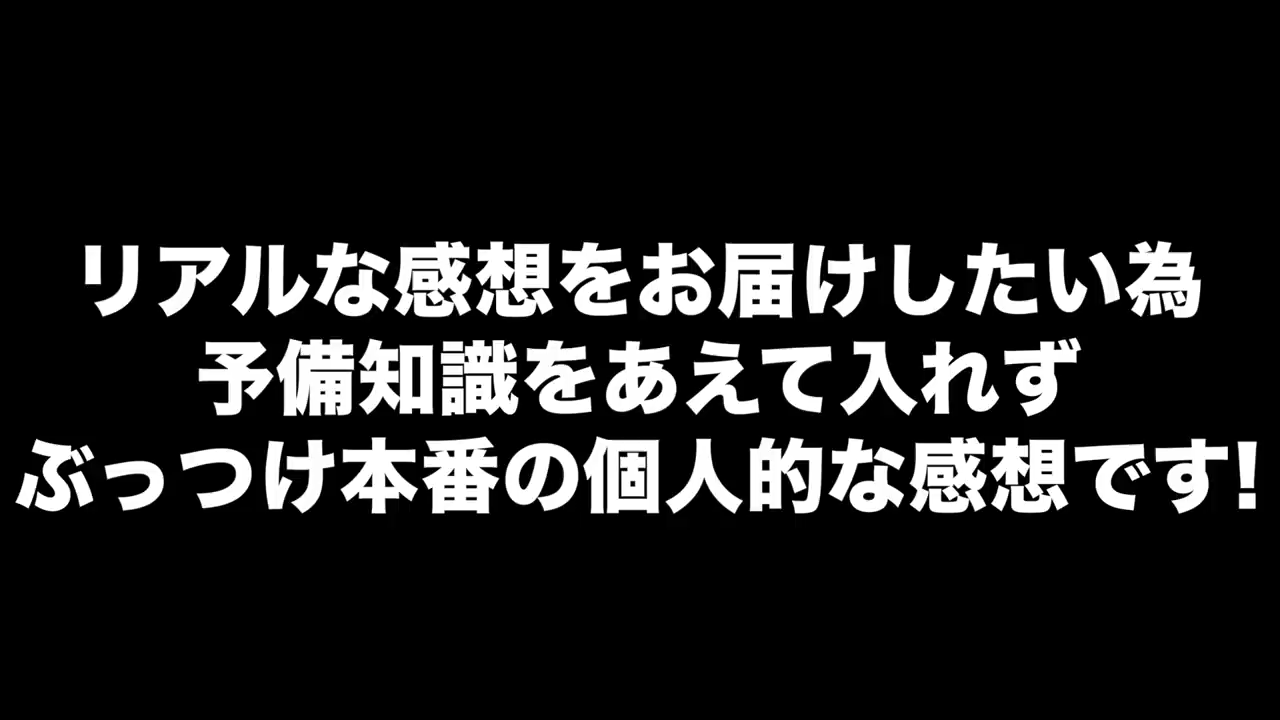 リアルな感想をお届けしたい為
予備知識をあえて入れず
ぶっつけ本番の個人的な感想です!